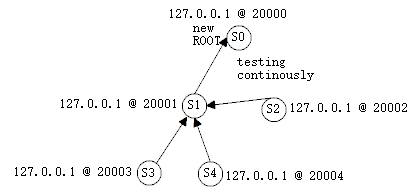 127.0.0.1 @ 20000
new
ROOT
S0
testing
continously
127.0.0.1 @ 20001
S1
S2
127.0.0.1 @ 20002
127.0.0.1 @ 20003
S3
S4
127.0.0.1 @ 20004